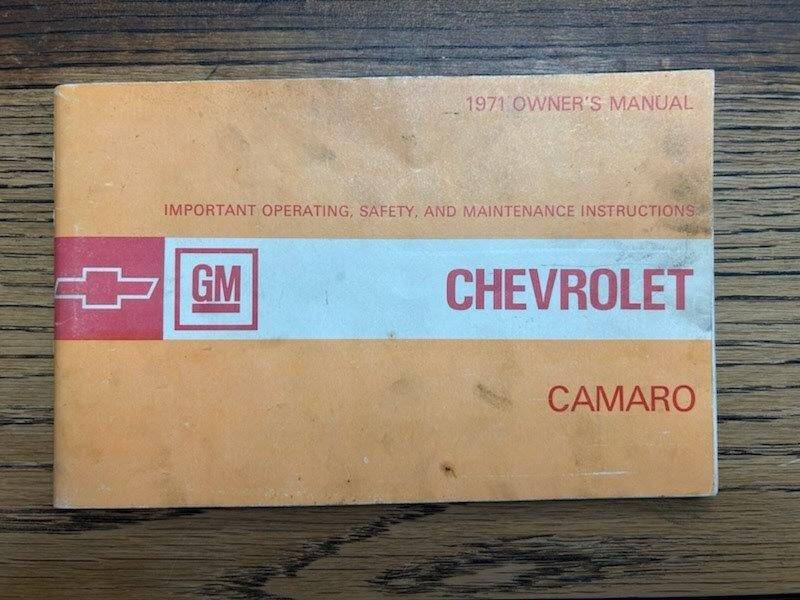 1971 OWNER'S MANUAL
IMPORTANT OPERATING, SAFETY, AND MAINTENANCE INSTRUCTIONS
GM
CHEVROLET
CAMARO